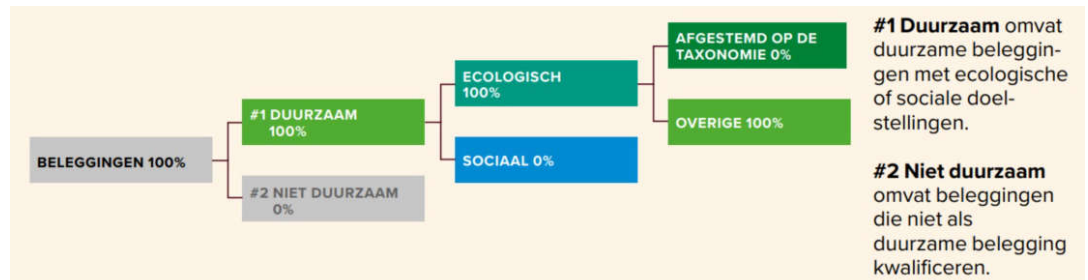 BELEGGINGEN 100%
#1 DUURZAAM
100%
#2 NIET DUURZAAM
0%
ECOLOGISCH
100%
SOCIAAL 0%
AFGESTEMD OP DE
TAXONOMIE 0%
OVERIGE 100%
#1 Duurzaam omvat
duurzame beleggin-
gen met ecologische
of sociale doel-
stellingen.
#2 Niet duurzaam
omvat beleggingen
die niet als
duurzame belegging
kwalificeren.